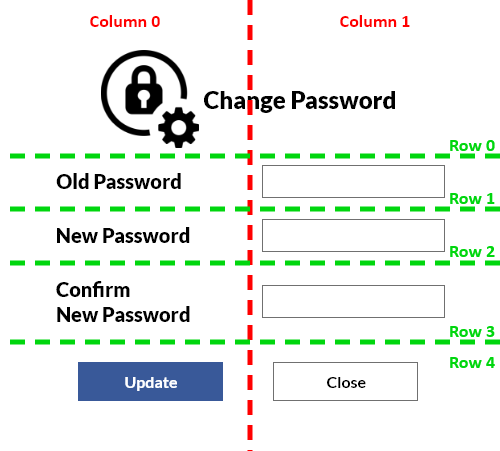 Column 0
Column 1
Change Password
Row 0
Old Password
Row 1
New Password
Row 2
Confirm
New Password
Row 3
Row 4
Update
Close